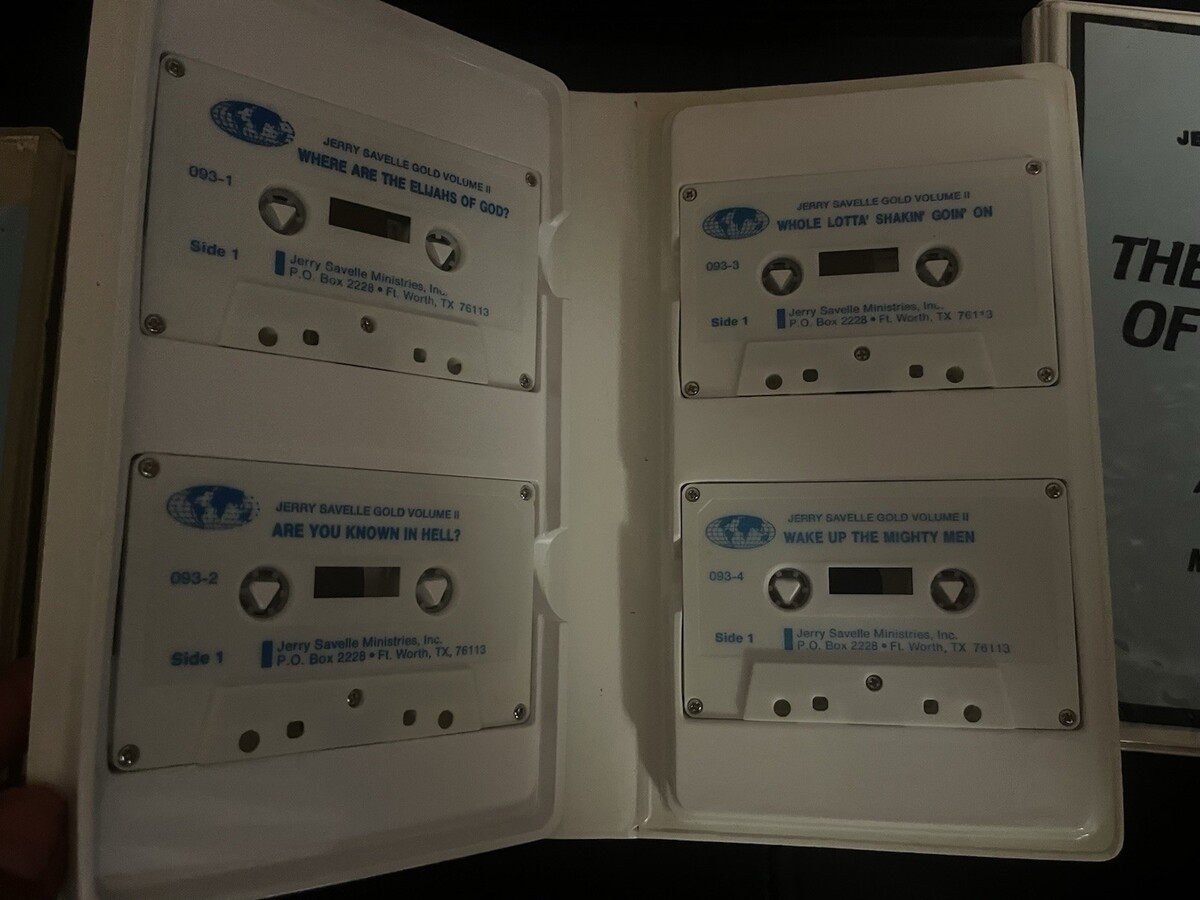 JERRY SAVELLE GOLD VOLUME II
WHERE ARE THE ELIJAHS OF GOD?
093-1
Side 1
Jerry Savelle Ministries, Inc.
P.O. Box 2228 • Ft. Worth, TX 76113
JERRY SAVELLE GOLD VOLUME II
ARE YOU KNOWN IN HELL?
093-2
Side 1
Jerry Savelle Ministries, Inc.
P.O. Box 2228 • Ft. Worth, TX, 76113
JERRY SAVELLE GOLD VOLUME II
WHOLE LOTTA' SHAKIN' GOIN' ON
093-3
Side 1
Jerry Savelle Ministries, Inc.
P.O. Box 2228 • Ft. Worth, TX 76113
JERRY SAVELLE GOLD VOLUME II
WAKE UP THE MIGHTY MEN
093-4
Side 1
Jerry Savelle Ministries, Inc.
P.O. Box 2228 • Ft. Worth, TX 76113
THE
OF